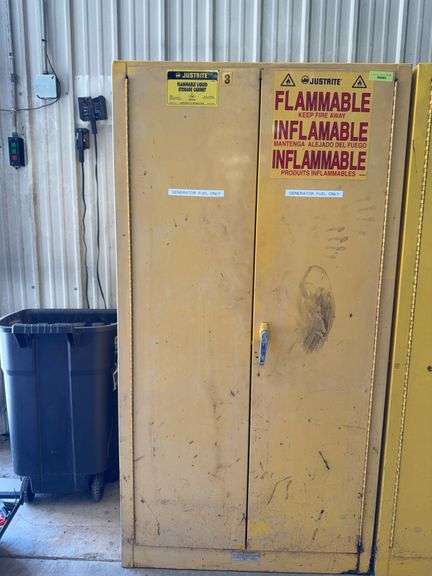 JUSTRITE
FLAMMABLE LIQUID
STORAGE CABINET
3
JUSTRITE
FLAMMABLE
KEEP FIRE AWAY
INFLAMABLE
MANTENGA ALEJADO DEL FUEGO
INFLAMMABLE
PRODUITS INFLAMMABLES
GENERATOR FUEL ONLY
GENERATOR FUEL ONLY